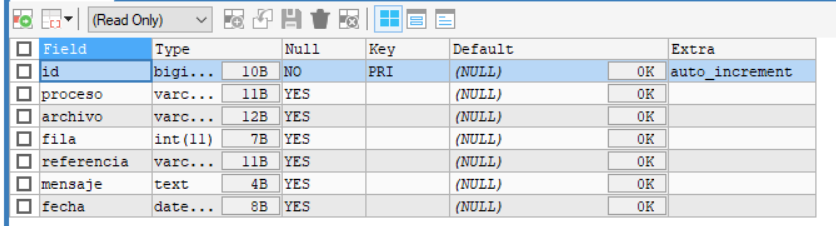 (Read Only)
Field Type Null Key Default Extra
id bigi... 10B NO PRI (NULL) 0K auto_increment
proceso varc... 11B YES (NULL) 0K
archivo varc... 12B YES (NULL) 0K
fila int(11) 7B YES (NULL) 0K
referencia varc... 11B YES (NULL) 0K
mensaje text 4B YES (NULL) 0K
fecha date... 8B YES (NULL) 0K